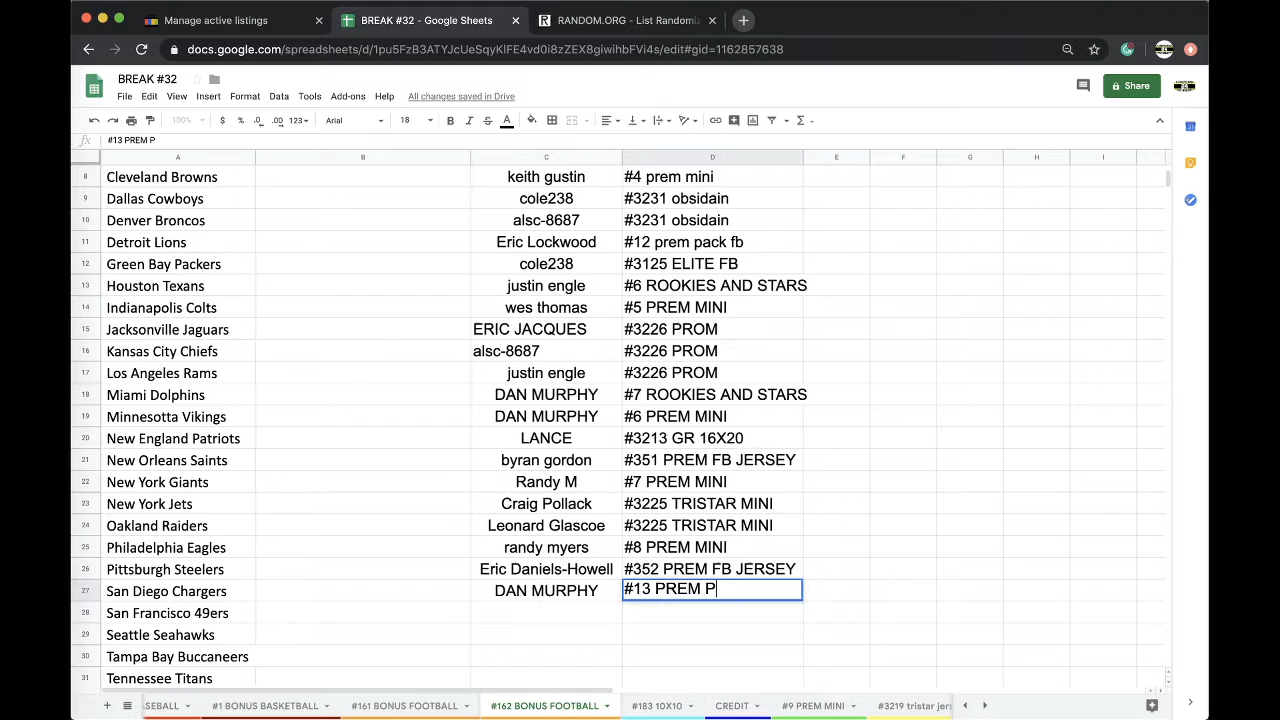 Manage active listings
BREAK #32 - Google Sheets
RANDOM.ORG - List Randomiz
docs.google.com/spreadsheets/d/1pu5FzB3ATYJcUeSqyKIFE4vd0i8zZEX8giwihbFVi4s/edit#gid=1162857638
BREAK #32
File Edit View Insert Format Data Tools Add-ons Help All changes saved in Drive
Share
100% $ % .0 .00 123 Arial 18 B I S A
fx #13 PREM P
A B C D E F G H I
8 Cleveland Browns keith gustin #4 prem mini
9 Dallas Cowboys cole238 #3231 obsidain
10 Denver Broncos alsc-8687 #3231 obsidain
11 Detroit Lions Eric Lockwood #12 prem pack fb
12 Green Bay Packers cole238 #3125 ELITE FB
13 Houston Texans justin engle #6 ROOKIES AND STARS
14 Indianapolis Colts wes thomas #5 PREM MINI
15 Jacksonville Jaguars ERIC JACQUES #3226 PROM
16 Kansas City Chiefs alsc-8687 #3226 PROM
17 Los Angeles Rams justin engle #3226 PROM
18 Miami Dolphins DAN MURPHY #7 ROOKIES AND STARS
19 Minnesotta Vikings DAN MURPHY #6 PREM MINI
20 New England Patriots LANCE #3213 GR 16X20
21 New Orleans Saints byran gordon #351 PREM FB JERSEY
22 New York Giants Randy M #7 PREM MINI
23 New York Jets Craig Pollack #3225 TRISTAR MINI
24 Oakland Raiders Leonard Glascoe #3225 TRISTAR MINI
25 Philadelphia Eagles randy myers #8 PREM MINI
26 Pittsburgh Steelers Eric Daniels-Howell #352 PREM FB JERSEY
27 San Diego Chargers DAN MURPHY #13 PREM P
28 San Francisco 49ers
29 Seattle Seahawks
30 Tampa Bay Buccaneers
31 Tennessee Titans
ASEBALL #1 BONUS BASKETBALL #161 BONUS FOOTBALL #162 BONUS FOOTBALL #183 10X10 CREDIT #9 PREM MINI #3219 tristar jers